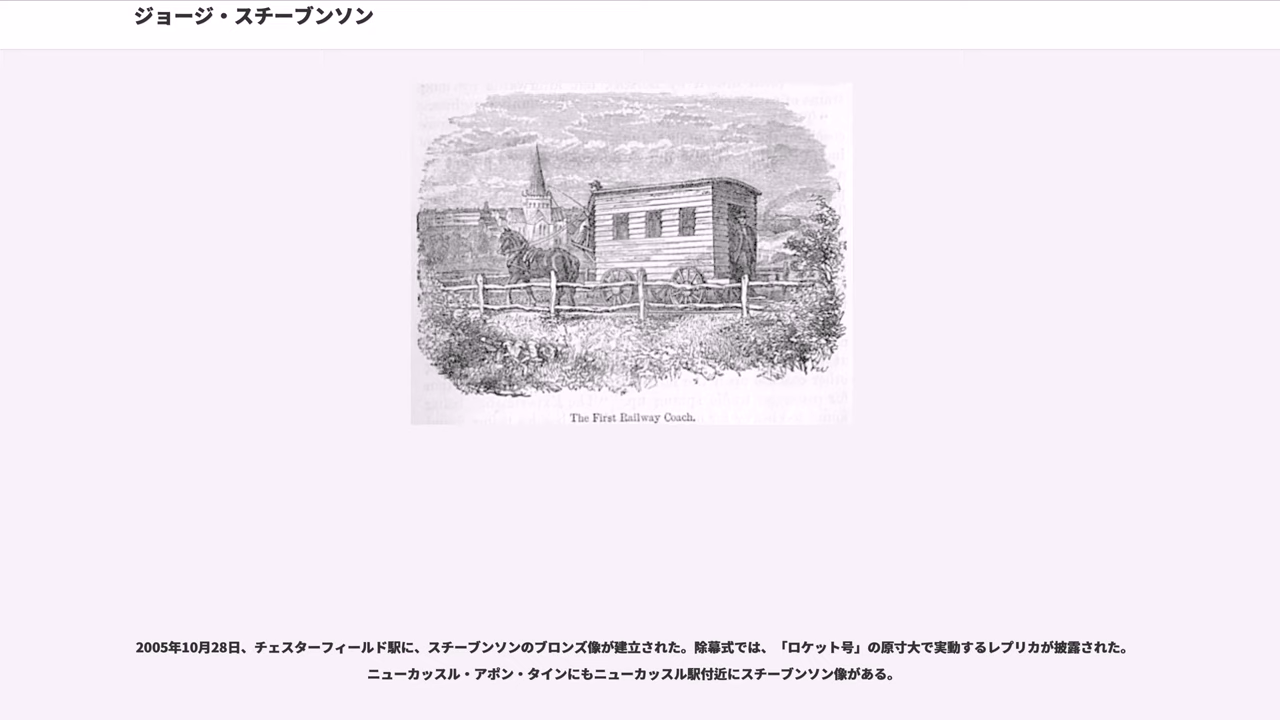 ジョージ・スチーブンソン
The First Railway Coach.
2005年10月28日、チェスターフィールド駅に、スチーブンソンのブロンズ像が建立された。除幕式では、「ロケット号」の原寸大で実動するレプリカが披露された。
ニューカッスル・アポン・タインにもニューカッスル駅付近にスチーブンソン像がある。